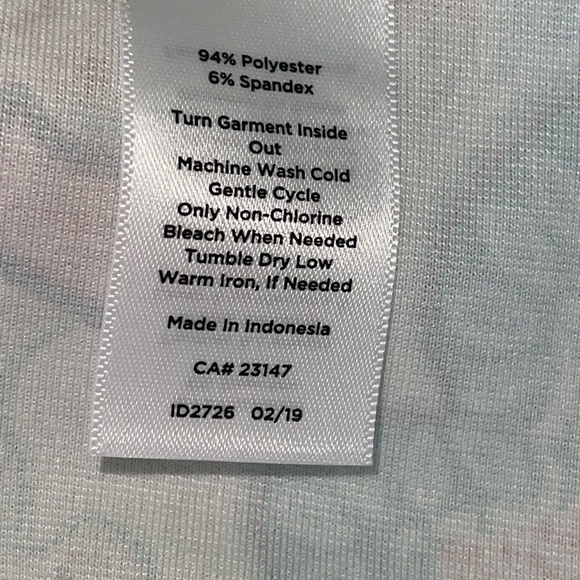 94% Polyester
6% Spandex
Turn Garment Inside
Out
Machine Wash Cold
Gentle Cycle
Only Non-Chlorine
Bleach When Needed
Tumble Dry Low
Warm Iron, If Needed
Made In Indonesia
CA# 23147
ID2726 02/19